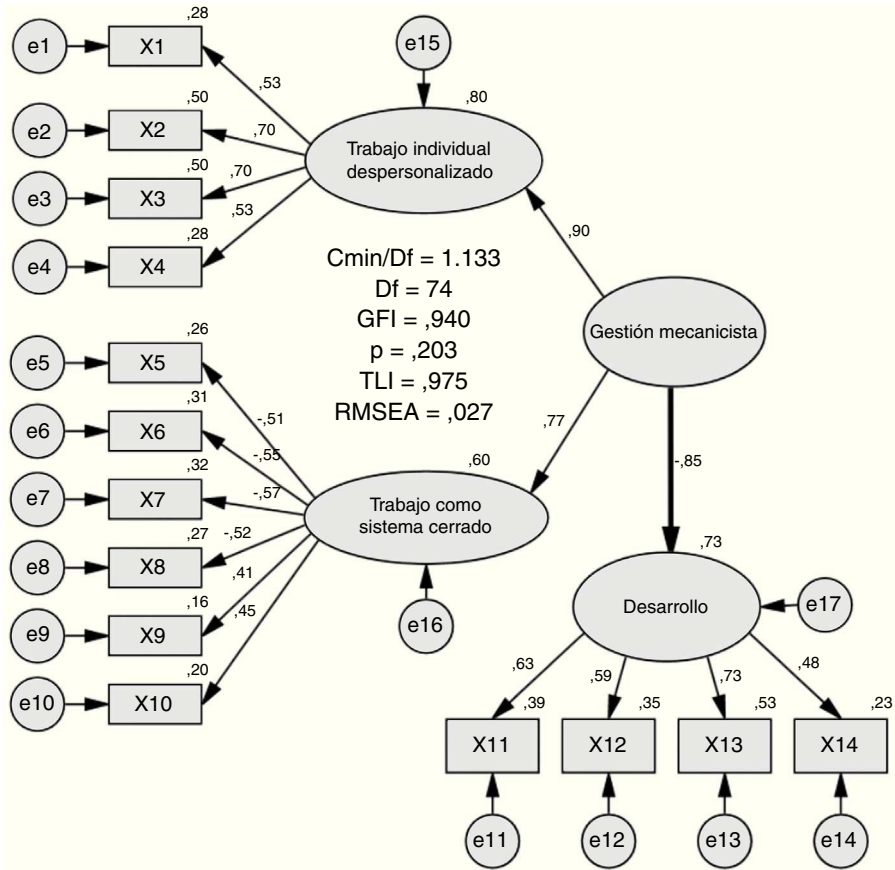 ,28
e1
X1
e15
,80
,53
,50
e2
X2
,70
Trabajo individual
despersonalizado
,50
e3
X3
,70
,28
e4
X4
,53
,90
Cmin/Df = 1.133
Df = 74
GFI = ,940
p = ,203
TLI = ,975
RMSEA = ,027
Gestión mecanicista
,26
e5
X5
-,51
,31
e6
X6
-,55
,77
,32
e7
X7
-,57
,60
-,85
Trabajo como
sistema cerrado
,27
e8
X8
-,52
,73
,16
e9
X9
,41
e16
Desarrollo
e17
,20
e10
X10
,45
,63
,59
,73
,48
,39
,35
,53
,23
X11
X12
X13
X14
e11
e12
e13
e14